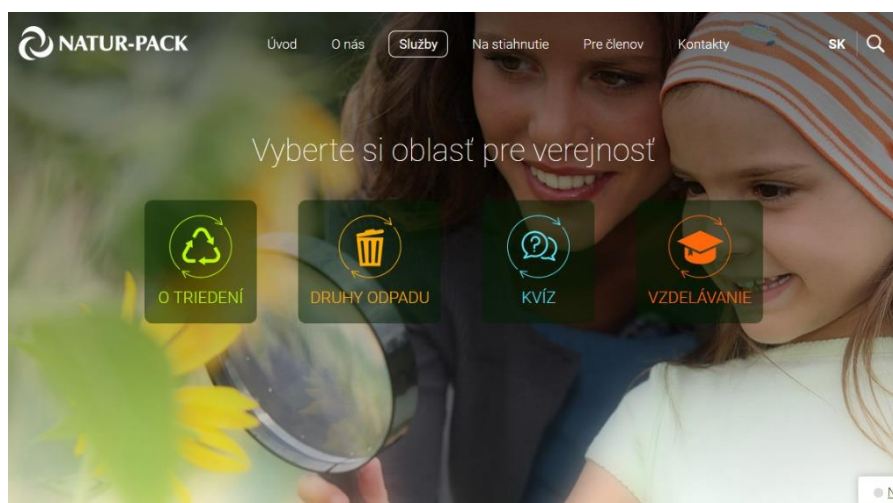 NATUR-PACK Úvod O nás Služby Na stiahnutie Pre členov Kontakty SK
Vyberte si oblasť pre verejnosť
O TRIEDENÍ DRUHY ODPADU KVÍZ VZDELÁVANIE